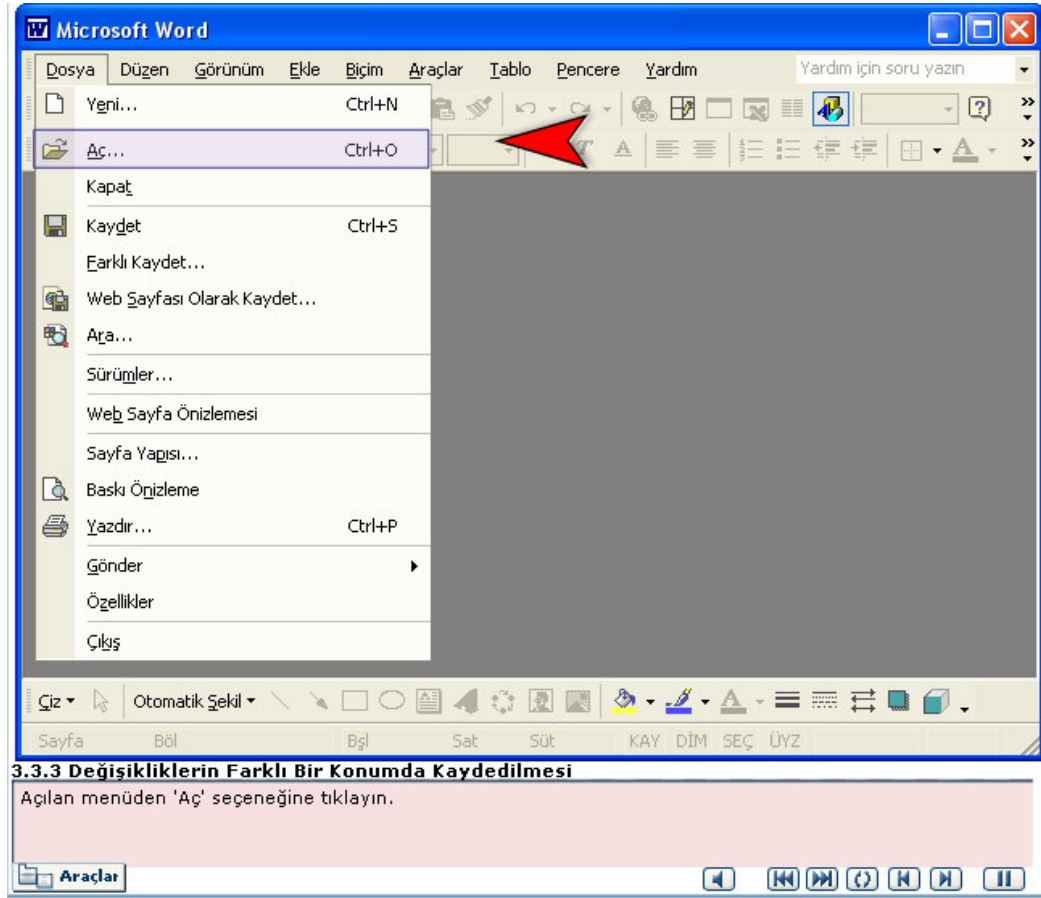 Microsoft Word
Dosya Düzen Görünüm Ekle Biçim Araçlar Tablo Pencere Yardım Yardım için soru yazın
Yeni... Ctrl+N
Aç... Ctrl+O
Kapat
Kaydet Ctrl+S
Farklı Kaydet...
Web Sayfası Olarak Kaydet...
Ara...
Sürümler...
Web Sayfa Önizlemesi
Sayfa Yapısı...
Baskı Önizleme
Yazdır... Ctrl+P
Gönder
Özellikler
Çıkış
Çiz Otomatik Şekil
Sayfa Böl Bşl Sat Süt KAY DİM SEÇ ÜYZ
3.3.3 Değişikliklerin Farklı Bir Konumda Kaydedilmesi
Açılan menüden 'Aç' seçeneğine tıklayın.
Araçlar